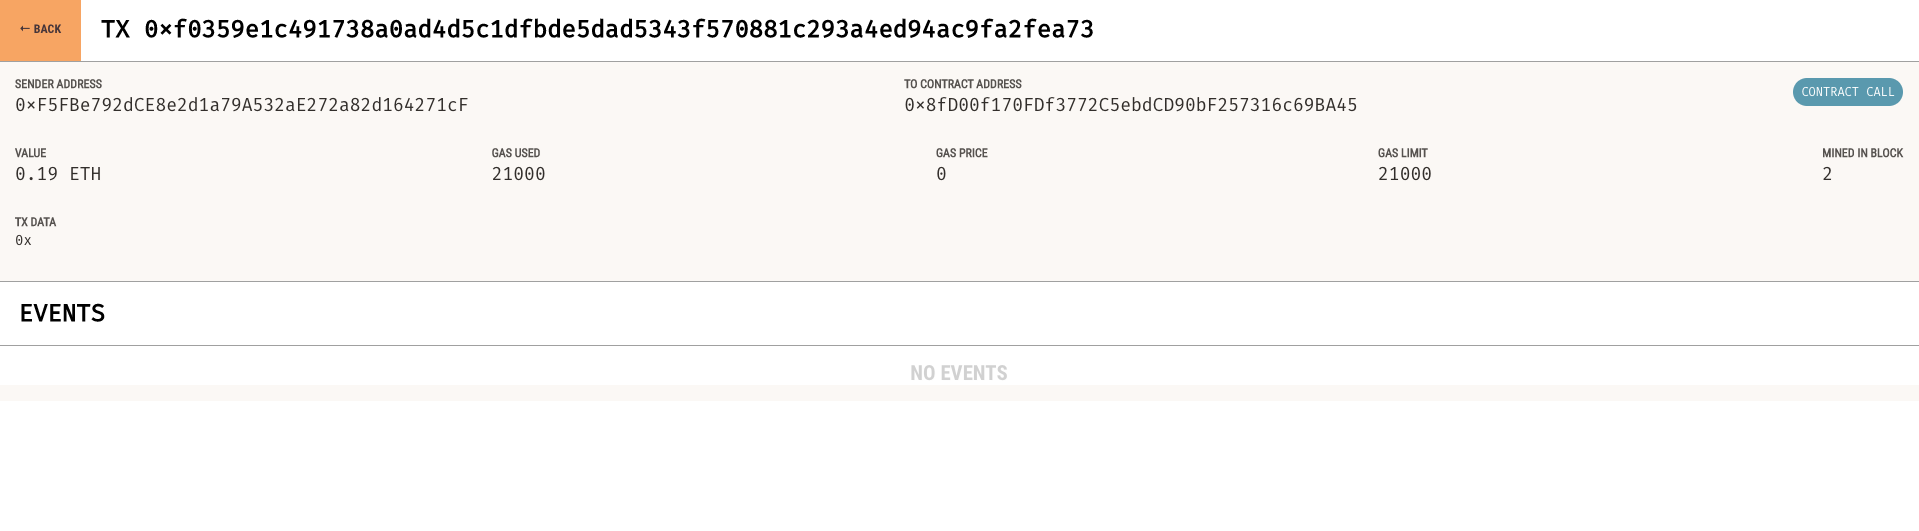 ← BACK
TX 0×f0359e1c491738a0ad4d5c1dfbde5dad5343f570881c293a4ed94ac9fa2fea73
SENDER ADDRESS
0×F5FBe792dCE8e2d1a79A532aE272a82d164271cF
TO CONTRACT ADDRESS
0×8fD00f170FDf3772C5ebdCD90bF257316c69BA45
CONTRACT CALL
VALUE
0.19 ETH
GAS USED
21000
GAS PRICE
0
GAS LIMIT
21000
MINED IN BLOCK
2
TX DATA
0x
EVENTS
NO EVENTS